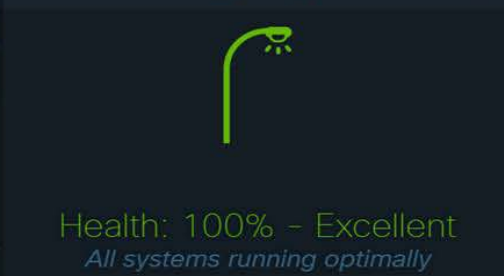 Health: 100% - Excellent
All systems running optimally